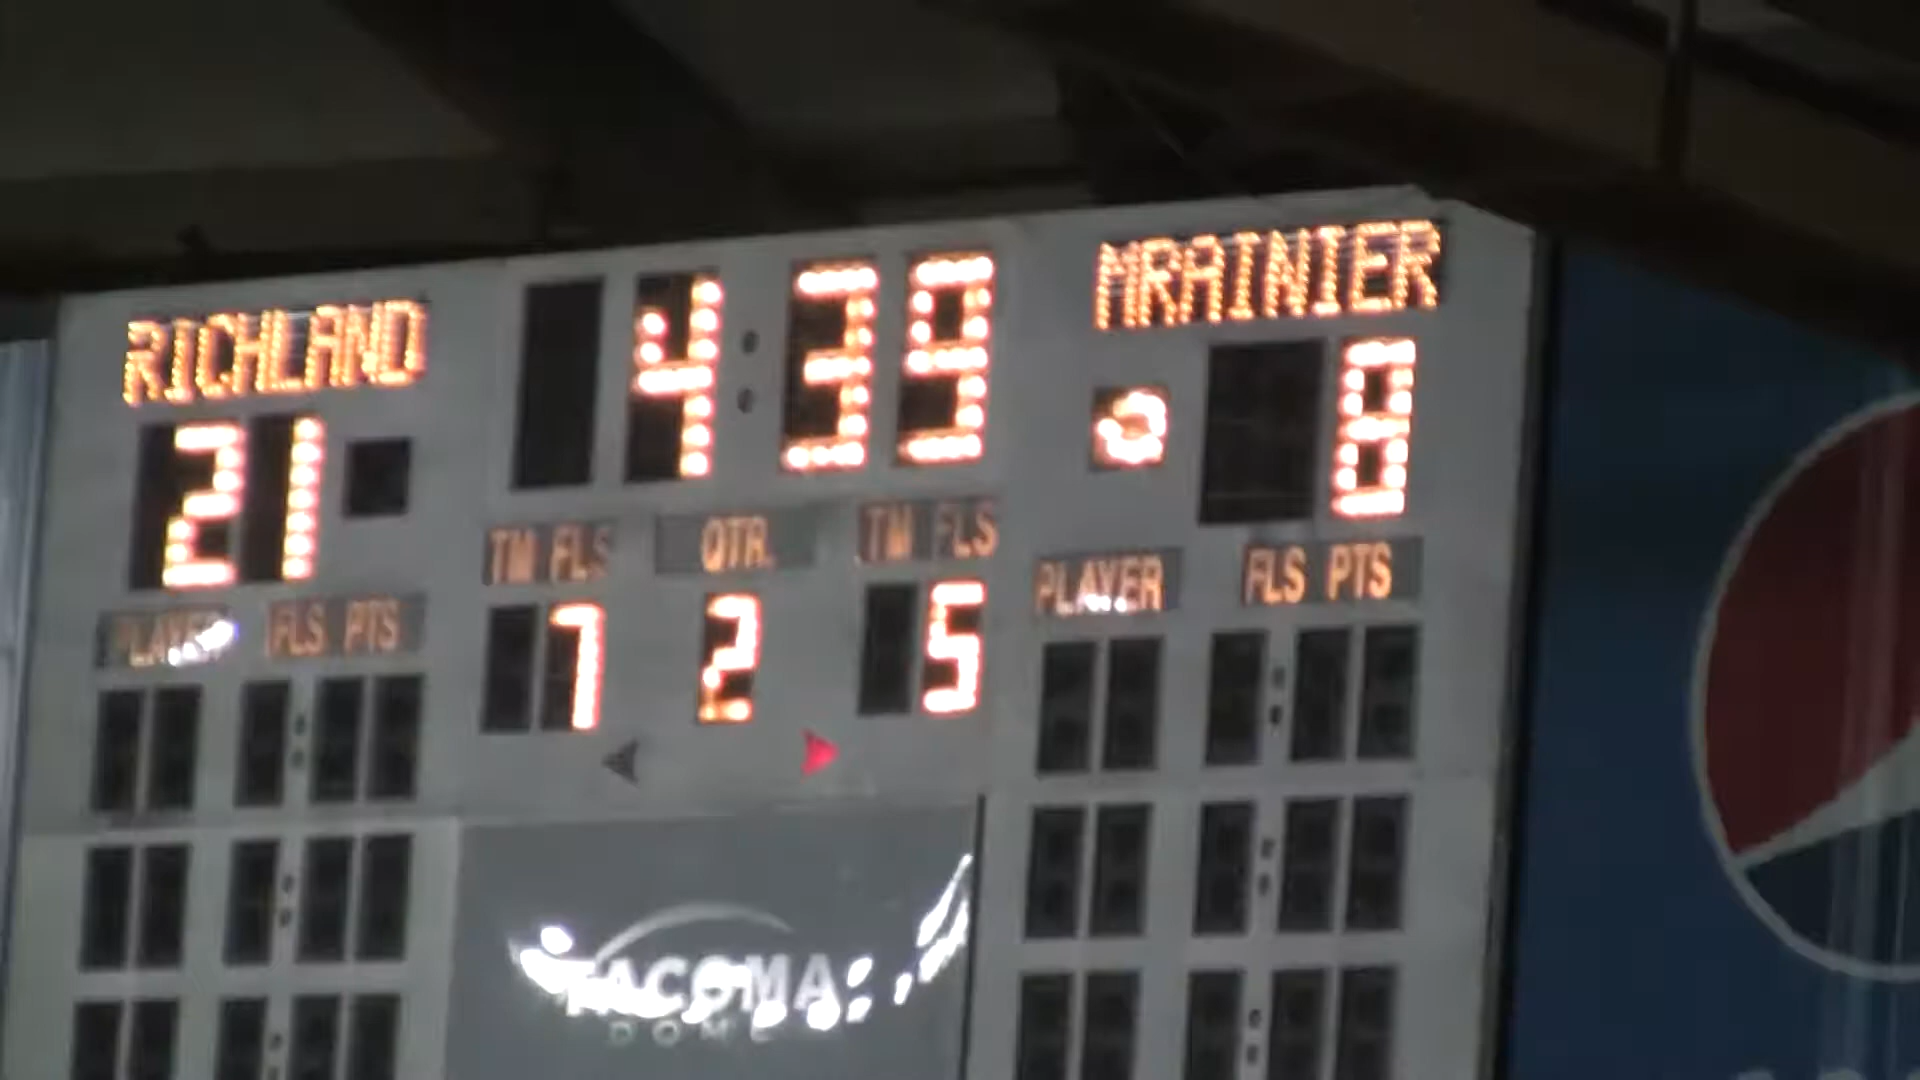 RICHLAND 4:39 MRAINIER
21 8
TM FLS QTR. TM FLS
PLAYER FLS PTS 7 2 5 PLAYER FLS PTS
TACOMA
DOME